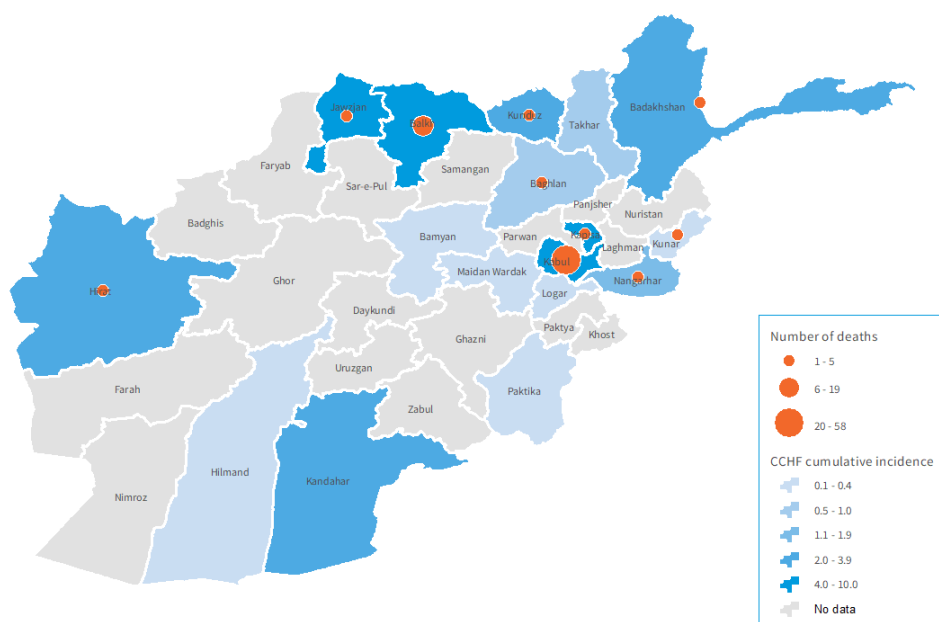 Badakhshan
Jawzjan
Balkh
Kunduz
Takhar
Faryab
Samangan
Sar-e-Pul
Baghlan
Panjsher
Nuristan
Badghis
Bamyan
Parwan
Kapisa
Laghman
Kunar
Kabul
Maidan Wardak
Nangarhar
Hirat
Ghor
Logar
Daykundi
Paktya
Khost
Ghazni
Uruzgan
Farah
Paktika
Zabul
Hilmand
Kandahar
Nimroz
Number of deaths
1 - 5
6 - 19
20 - 58
CCHF cumulative incidence
0.1 - 0.4
0.5 - 1.0
1.1 - 1.9
2.0 - 3.9
4.0 - 10.0
No data